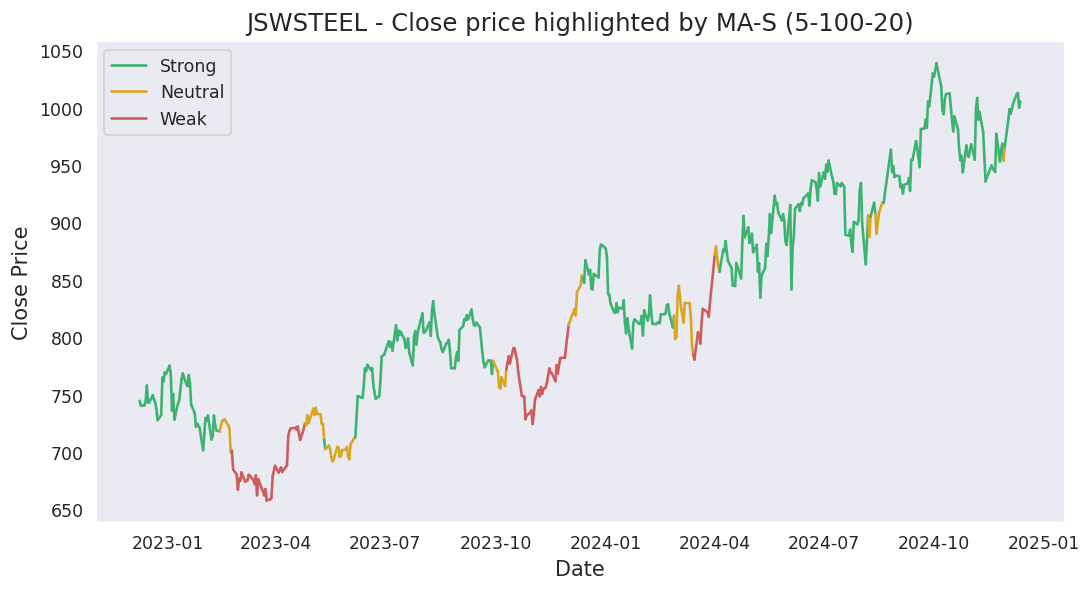 JSWSTEEL - Close price highlighted by MA-S (5-100-20)
Strong
Neutral
Weak
Close Price
1050
1000
950
900
850
800
750
700
650
2023-01 2023-04 2023-07 2023-10 2024-01 2024-04 2024-07 2024-10 2025-01
Date